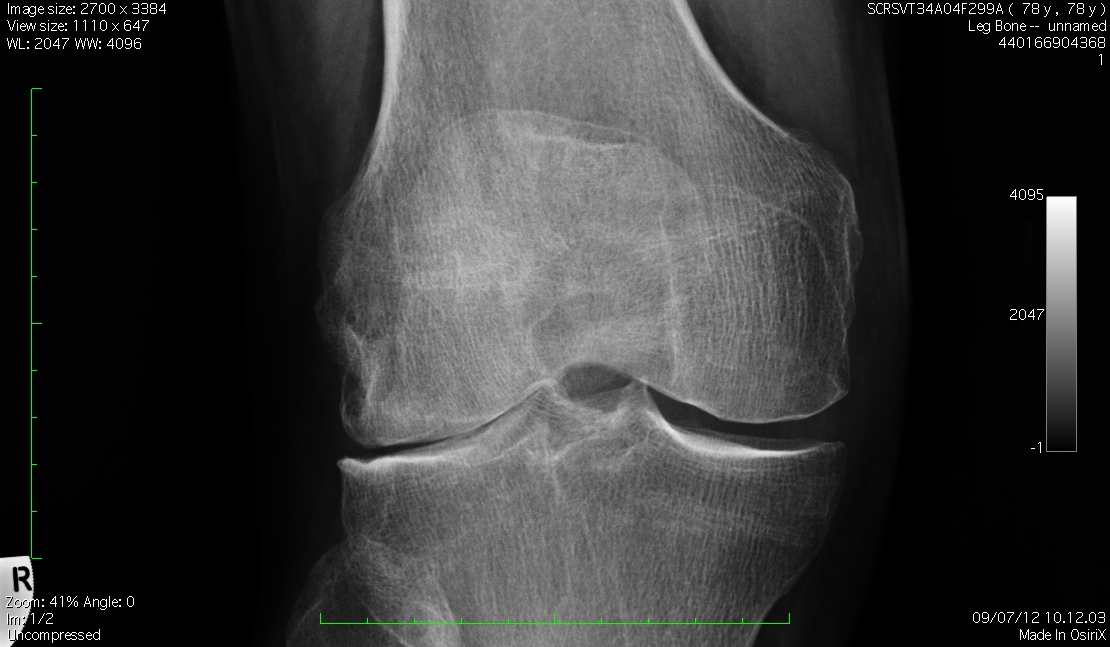 Image size: 2700 x 3384
View size: 1110 x 647
WL: 2047 WW: 4096
SCRSVT34A04F299A ( 78 y, 78 y )
Leg Bone -- unnamed
440166904368
1
4095
2047
-1
R
Zoom: 41% Angle: 0
Im: 1/2
Uncompressed
09/07/12 10.12.03
Made In OsiriX